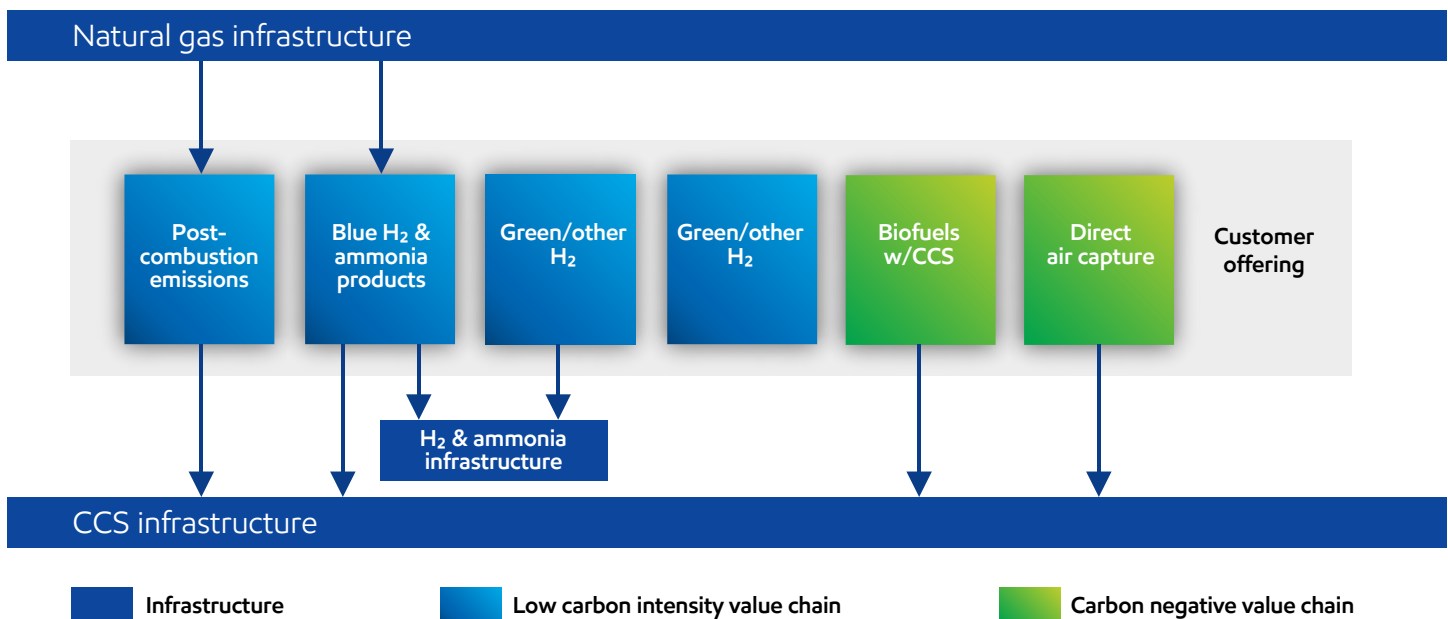 Natural gas infrastructure
Post-
combustion
emissions
Blue H₂ &
ammonia
products
Green/other
H₂
Green/other
H₂
Biofuels
w/CCS
Direct
air capture
Customer
offering
H₂ & ammonia
infrastructure
CCS infrastructure
Infrastructure
Low carbon intensity value chain
Carbon negative value chain